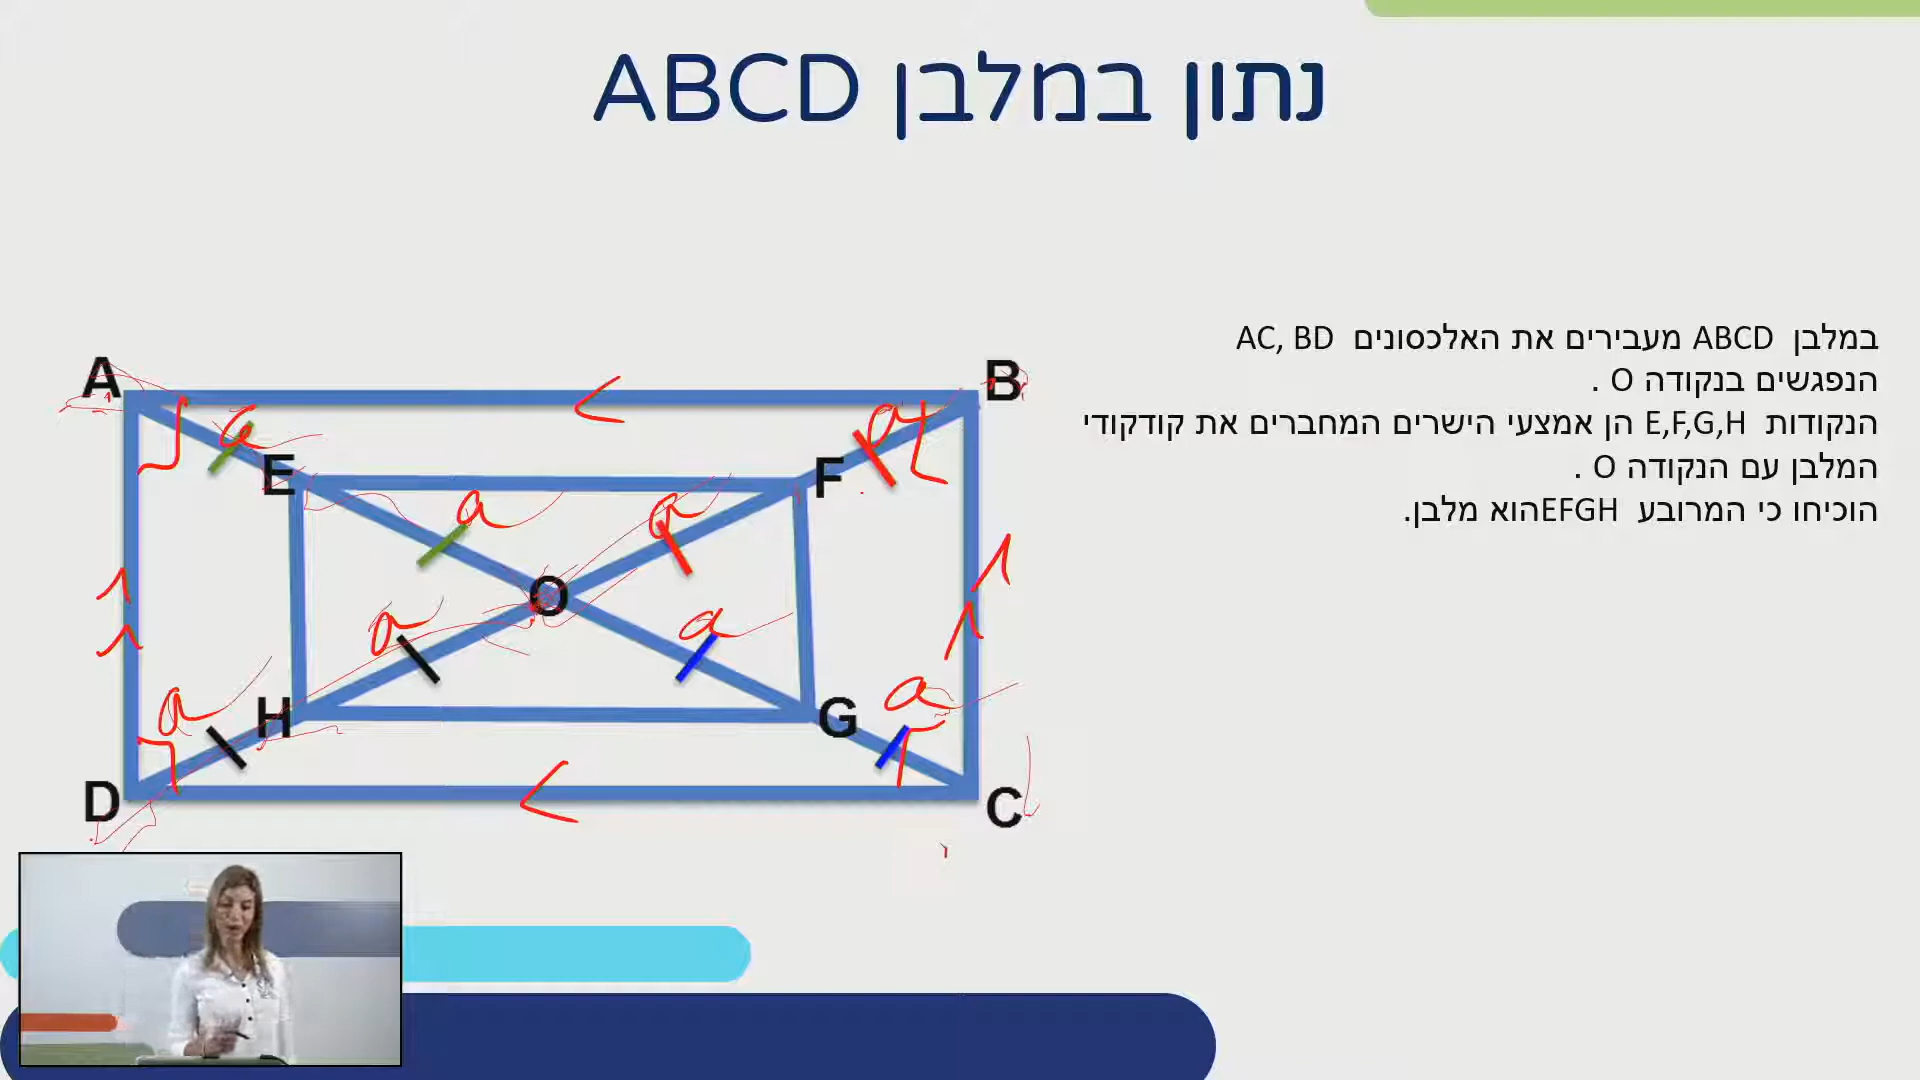 נתון במלבן ABCD
במלבן ABCD מעבירים את האלכסונים AC, BD
הנפגשים בנקודה O .
הנקודות E,F,G,H הן אמצעי הישרים המחברים את קודקודי
המלבן עם הנקודה O .
הוכיחו כי המרובע EFGHהוא מלבן.
A
B
a
a
E
F
a
a
O
a
a
a
a
H
G
D
C